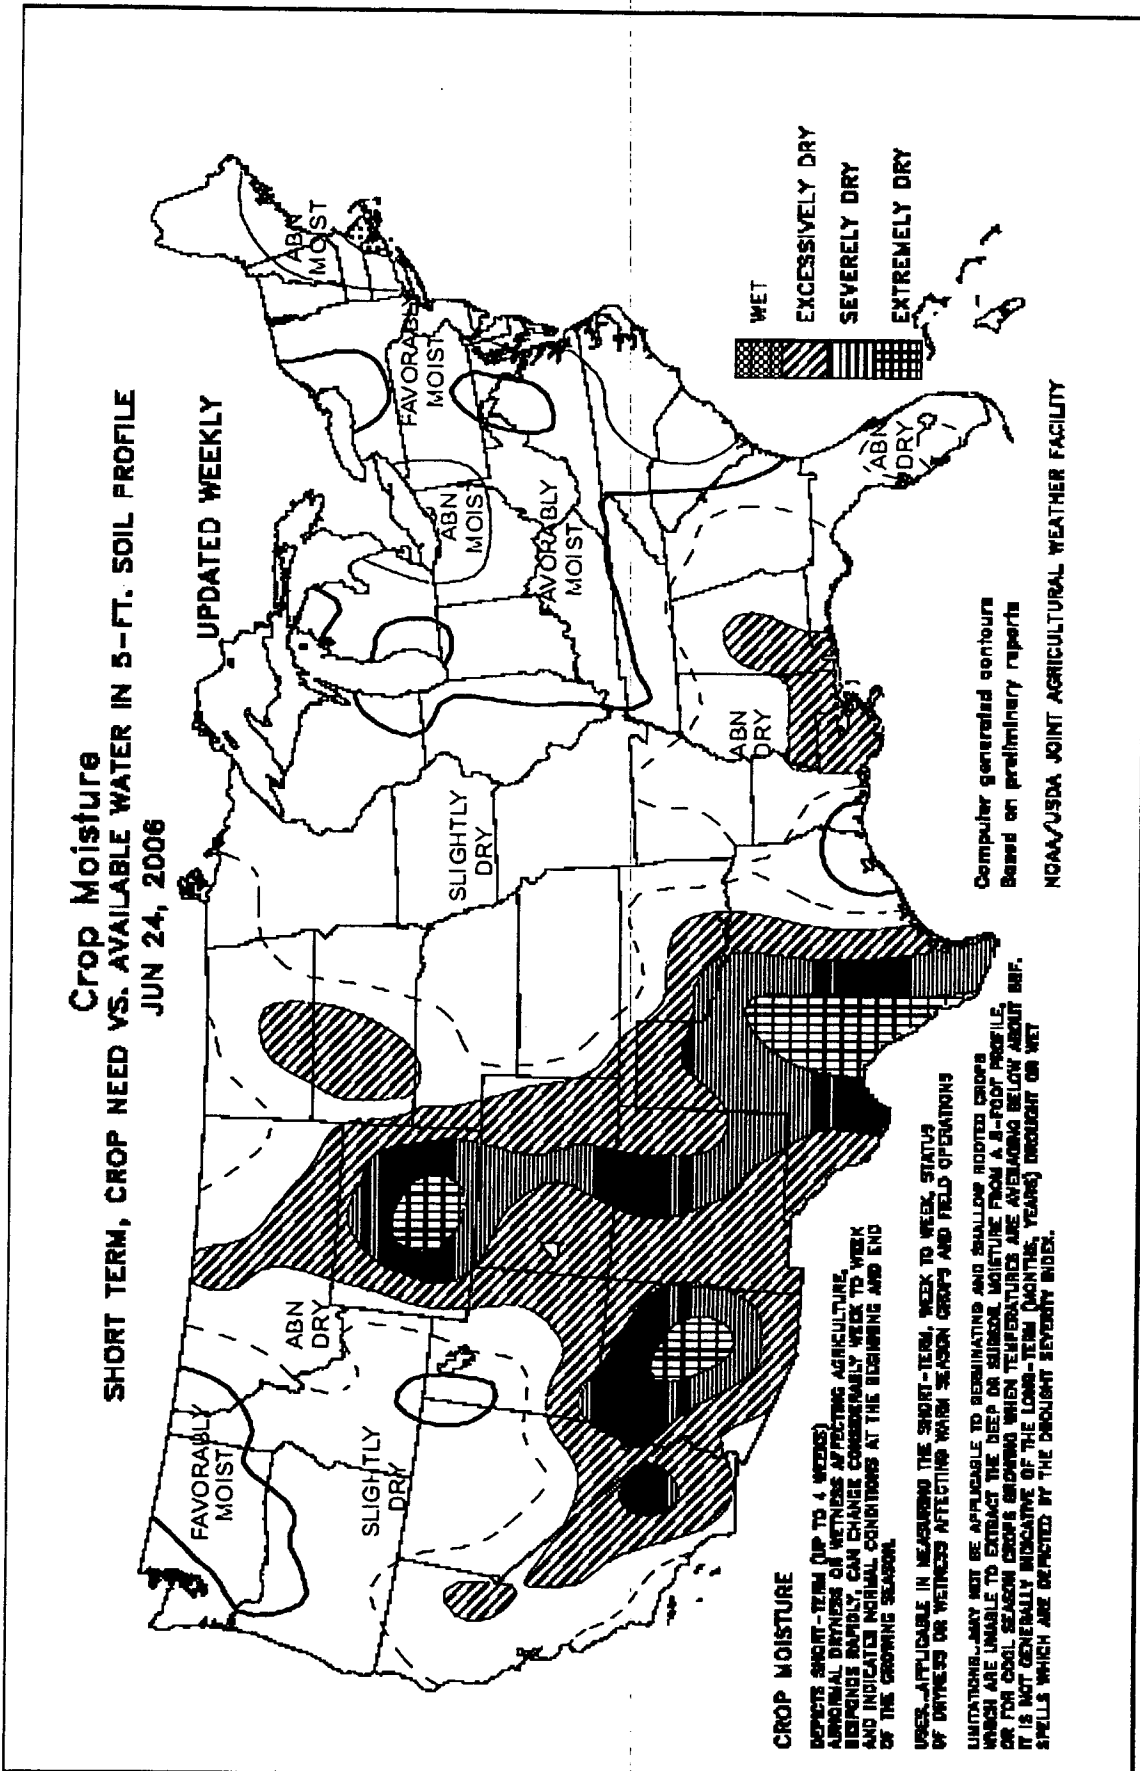 Crop Moisture
SHORT TERM, CROP NEED VS. AVAILABLE WATER IN 5-FT. SOIL PROFILE
JUN 24, 2006
UPDATED WEEKLY
FAVORABLY
MOIST
ABN
DRY
SLIGHTLY
DRY
SLIGHTLY
DRY
ABN
DRY
ABN
MOIST
FAVORABLY
MOIST
FAVORABLY
MOIST
ABN
MOIST
ABN
DRY
WET
EXCESSIVELY DRY
SEVERELY DRY
EXTREMELY DRY
CROP MOISTURE
DEPICTS SHORT-TERM (UP TO 4 WEEKS)
ABNORMAL DRYNESS OR WETNESS AFFECTING AGRICULTURE,
RESPONDS RAPIDLY, CAN CHANGE CONSIDERABLY WEEK TO WEEK
AND INDICATES NORMAL CONDITIONS AT THE BEGINNING AND END
OF THE GROWING SEASON.
USES...APPLICABLE IN MEASURING THE SHORT-TERM, WEEK TO WEEK, STATUS
OF DRYNESS OR WETNESS AFFECTING WARM SEASON CROPS AND FIELD OPERATIONS
LIMITATIONS...MAY NOT BE APPLICABLE TO GERMINATING AND SHALLOW ROOTED CROPS
WHICH ARE UNABLE TO EXTRACT THE DEEP OR SUBSOIL MOISTURE FROM A 5-FOOT PROFILE,
OR FOR COOL SEASON CROPS GROWING WHEN TEMPERATURES ARE AVERAGING BELOW ABOUT
IT IS NOT GENERALLY INDICATIVE OF THE LONG-TERM (MONTHS, YEARS) DROUGHT OR WET
SPELLS WHICH ARE DEPICTED BY THE DROUGHT SEVERITY INDEX.
Computer generated contours
Based on preliminary reports
NOAA/USDA JOINT AGRICULTURAL WEATHER FACILITY